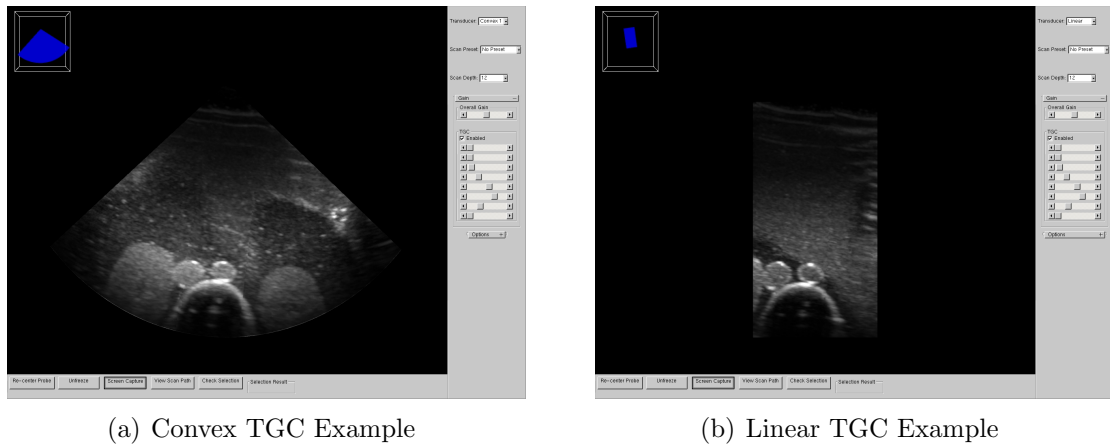 Transducer: Convex 1
Scan Preset: No Preset
Scan Depth: 12
Gain
Overall Gain
TGC
Enabled
Options
Re-center Probe Unfreeze Screen Capture View Scan Path Check Selection Selection Result
(a) Convex TGC Example
Transducer: Linear
Scan Preset: No Preset
Scan Depth: 12
Gain
Overall Gain
TGC
Enabled
Options
Re-center Probe Unfreeze Screen Capture View Scan Path Check Selection Selection Result
(b) Linear TGC Example